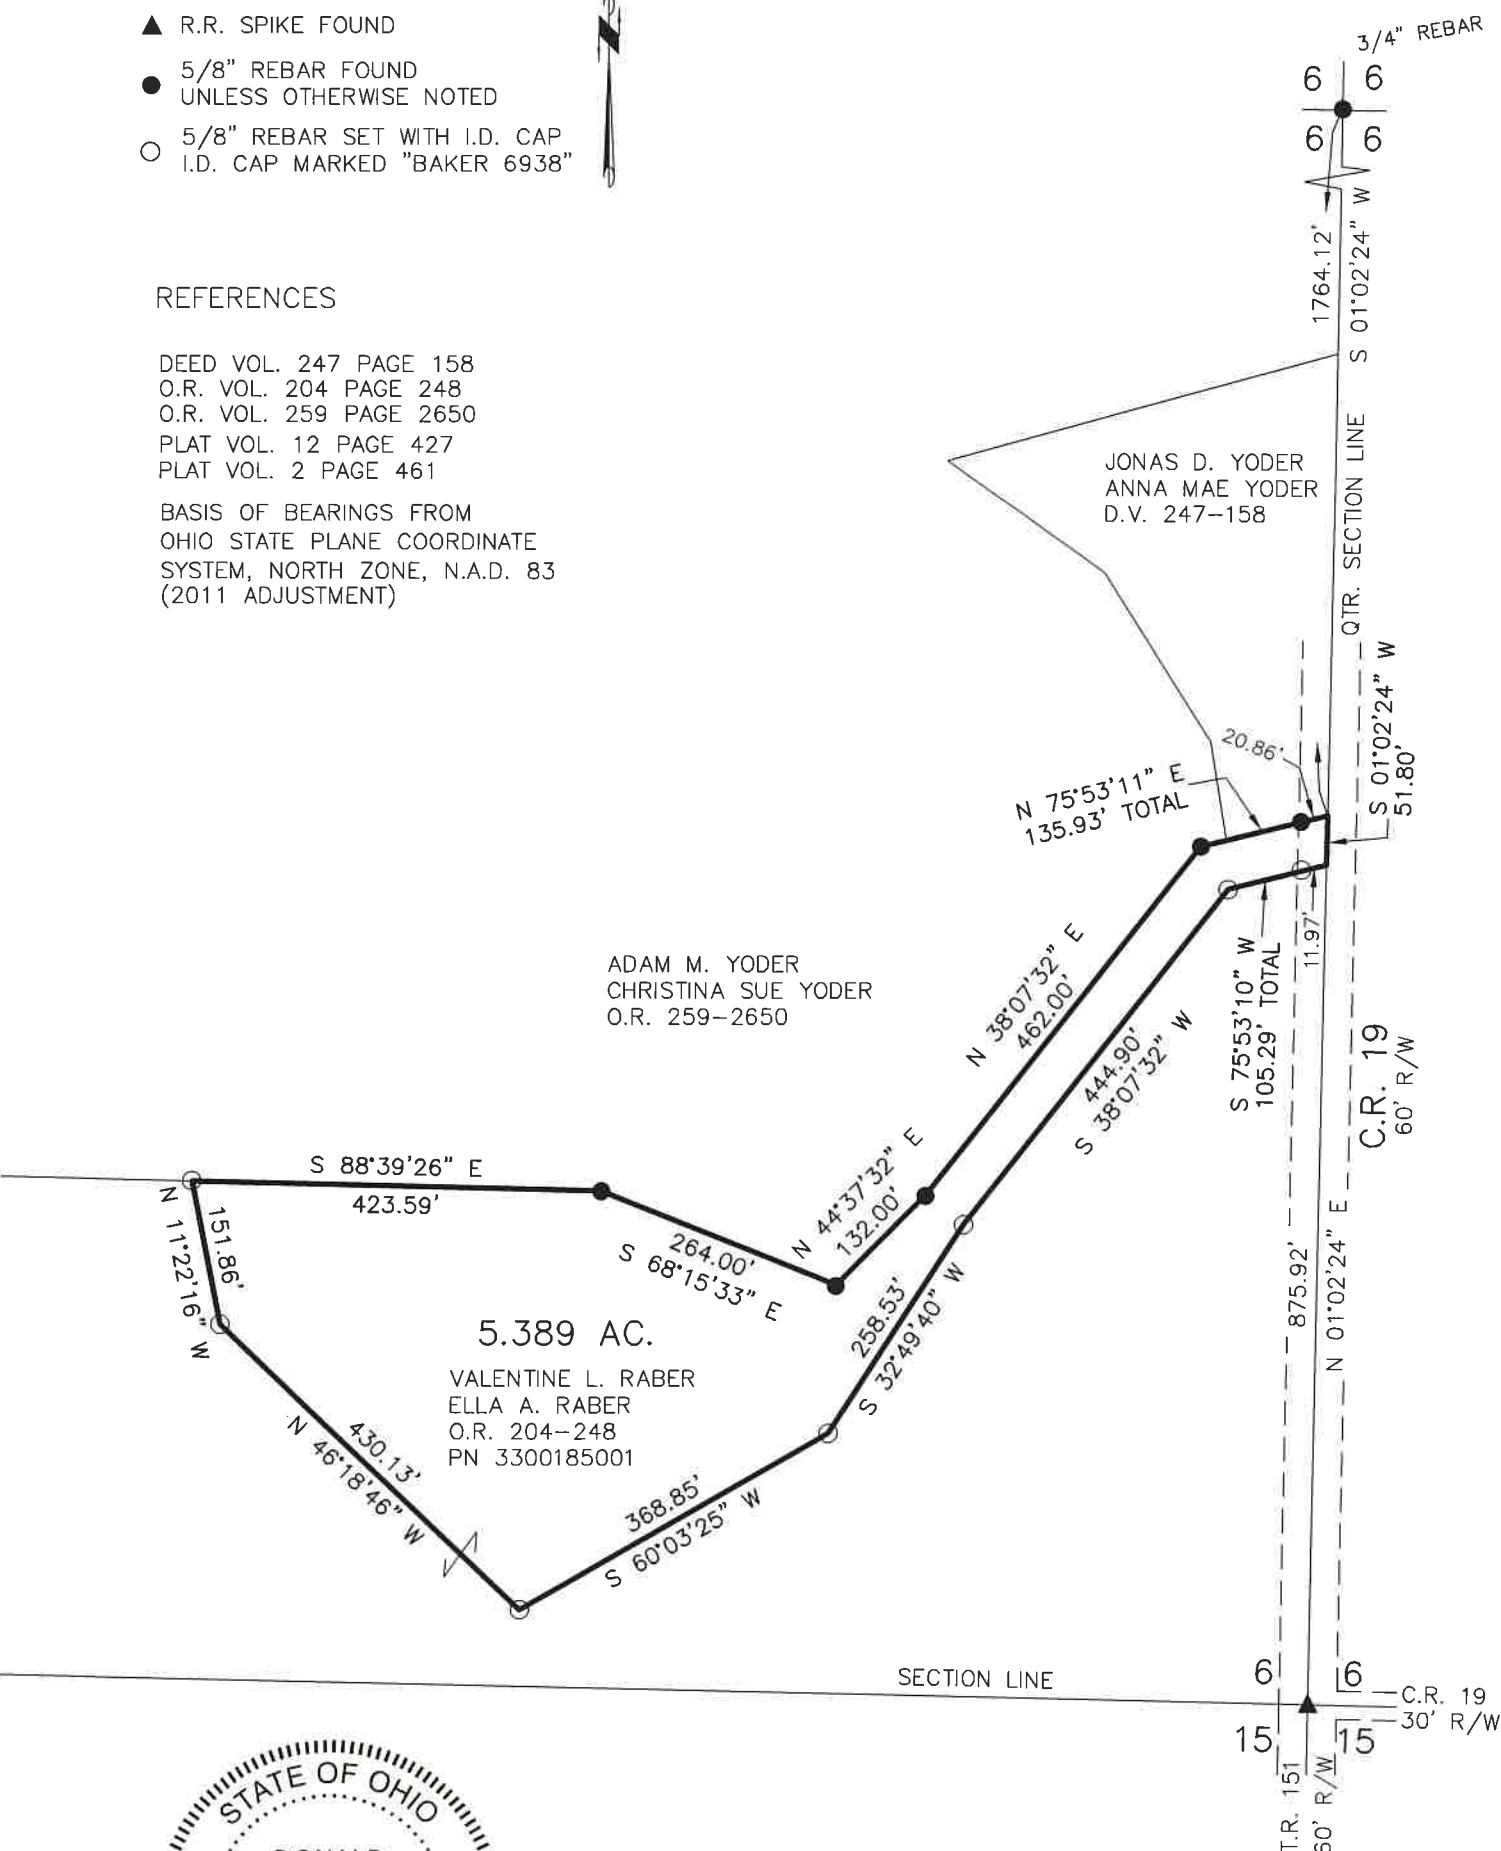 R.R. SPIKE FOUND
5/8" REBAR FOUND
UNLESS OTHERWISE NOTED
5/8" REBAR SET WITH I.D. CAP
I.D. CAP MARKED "BAKER 6938"
REFERENCES
DEED VOL. 247 PAGE 158
O.R. VOL. 204 PAGE 248
O.R. VOL. 259 PAGE 2650
PLAT VOL. 12 PAGE 427
PLAT VOL. 2 PAGE 461
BASIS OF BEARINGS FROM
OHIO STATE PLANE COORDINATE
SYSTEM, NORTH ZONE, N.A.D. 83
(2011 ADJUSTMENT)
3/4" REBAR
6 6
6 6
1764.12'
S 01°02'24" W
QTR. SECTION LINE
JONAS D. YODER
ANNA MAE YODER
D.V. 247-158
S 01°02'24" W
51.80'
20.86'
N 75°53'11" E
135.93' TOTAL
11.97'
S 75°53'10" W
105.29' TOTAL
ADAM M. YODER
CHRISTINA SUE YODER
O.R. 259-2650
N 38°07'32" E
462.00'
444.90'
S 38°07'32" W
C.R. 19
60' R/W
N 44°37'32" E
132.00'
S 88°39'26" E
423.59'
264.00'
S 68°15'33" E
151.86'
N 11°22'16" W
258.53'
S 32°49'40" W
875.92'
N 01°02'24" E
5.389 AC.
VALENTINE L. RABER
ELLA A. RABER
O.R. 204-248
PN 3300185001
430.13'
N 46°18'46" W
368.85'
S 60°03'25" W
SECTION LINE
6 6
15 15
C.R. 19
30' R/W
T.R. 151
60' R/W
STATE OF OHIO